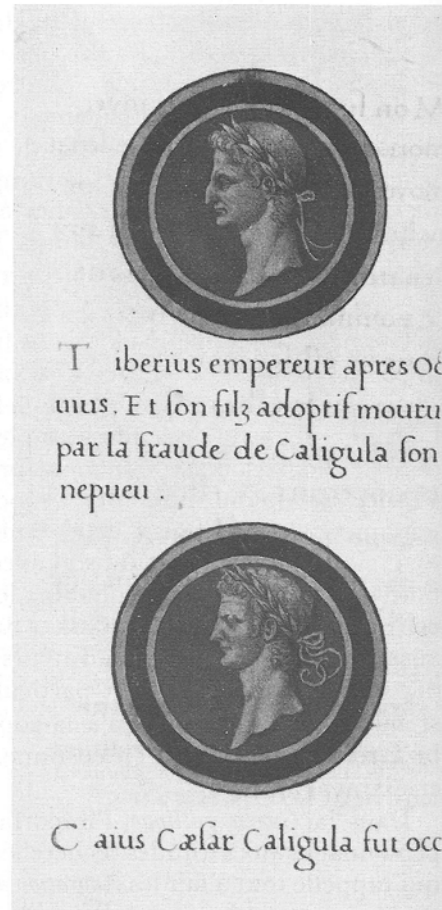 Tiberius empereur apres Oc
uius. Et son filz adoptif mouru
par la fraude de Caligula son
nepueu.
Caius Cæsar Caligula fut occ